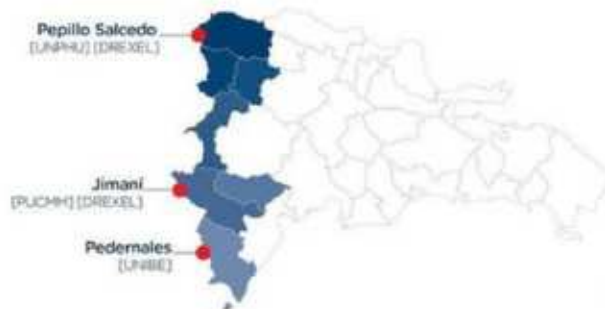 Pepillo Salcedo
[UNPHU] [DREXEL]
Jimaní
[PUCMM] [DREXEL]
Pedernales
[UNIBE]